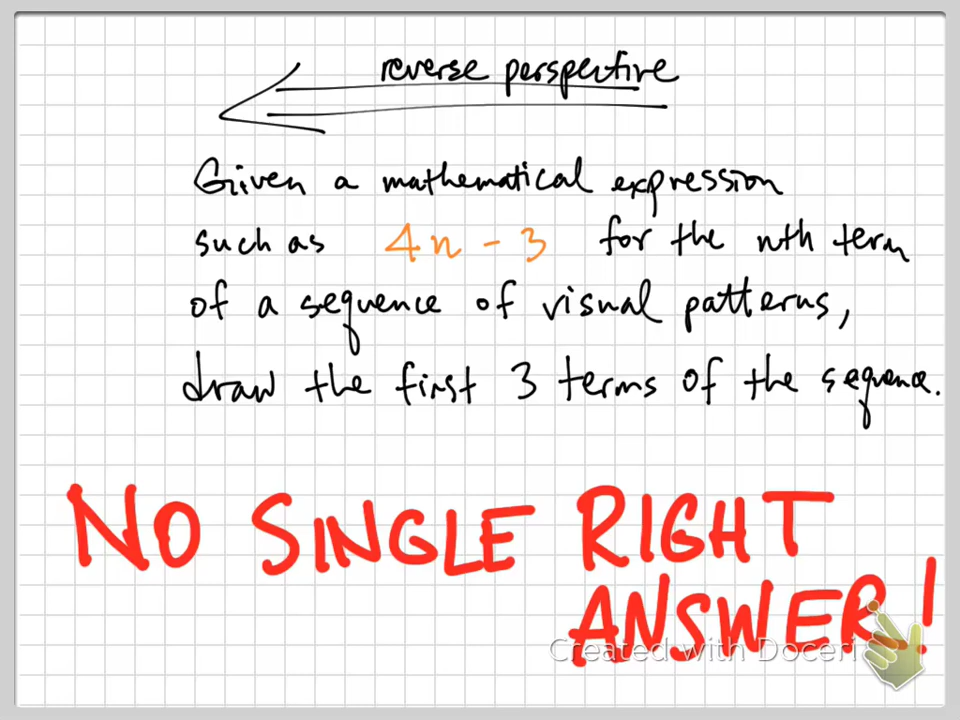 reverse perspective
Given a mathematical expression
such as 4n - 3 for the nth term
of a sequence of visual patterns,
draw the first 3 terms of the sequence.
NO SINGLE RIGHT
ANSWER!
Created with Doceri